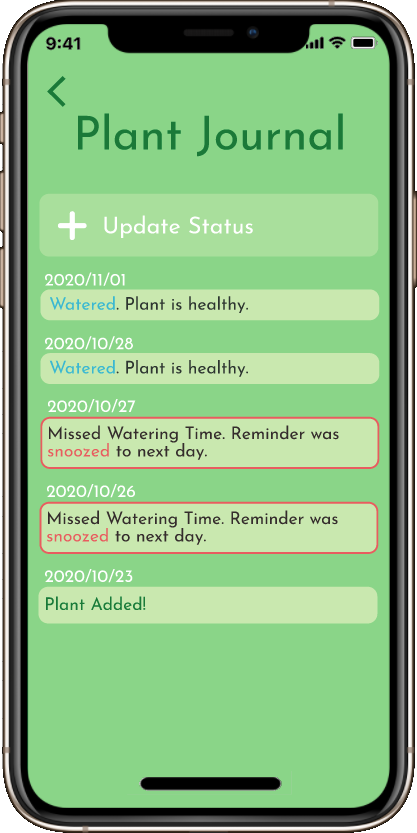 9:41
Plant Journal
Update Status
2020/11/01
Watered. Plant is healthy.
2020/10/28
Watered. Plant is healthy.
2020/10/27
Missed Watering Time. Reminder was
snoozed to next day.
2020/10/26
Missed Watering Time. Reminder was
snoozed to next day.
2020/10/23
Plant Added!